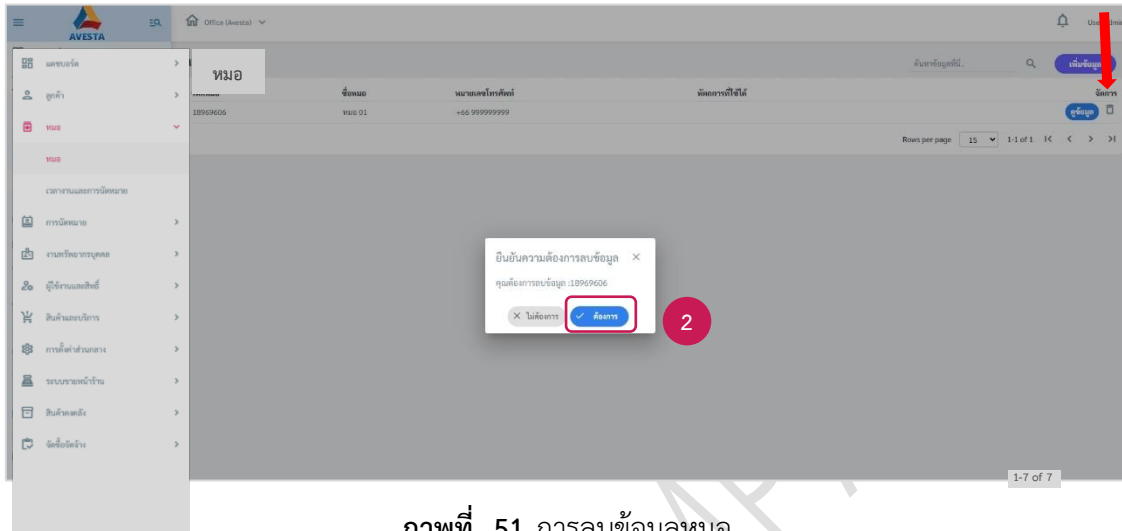 AVESTA
Office (Avesta)
หมอ
ค้นหาข้อมูลที่นี่..
แดชบอร์ด
ลูกค้า
หมอ
หมอ
เวลางานและการนัดหมาย
การนัดหมาย
งานทรัพยากรบุคคล
ผู้ใช้งานและสิทธิ์
สินค้าและบริการ
การตั้งค่าส่วนกลาง
ระบบขายหน้าร้าน
สินค้าคงคลัง
จัดซื้อจัดจ้าง
ชื่อหมอ หมายเลขโทรศัพท์ หัตถการที่ใช้ได้ จัดการ
18969606 หมอ 01 +66 999999999 ดูข้อมูล
Rows per page 15 1-1 of 1
ยืนยันความต้องการลบข้อมูล
คุณต้องการลบข้อมูล :18969606
ไม่ต้องการ ต้องการ
2
1-7 of 7
ภาพที่ 51 การลบข้อมูลหมอ